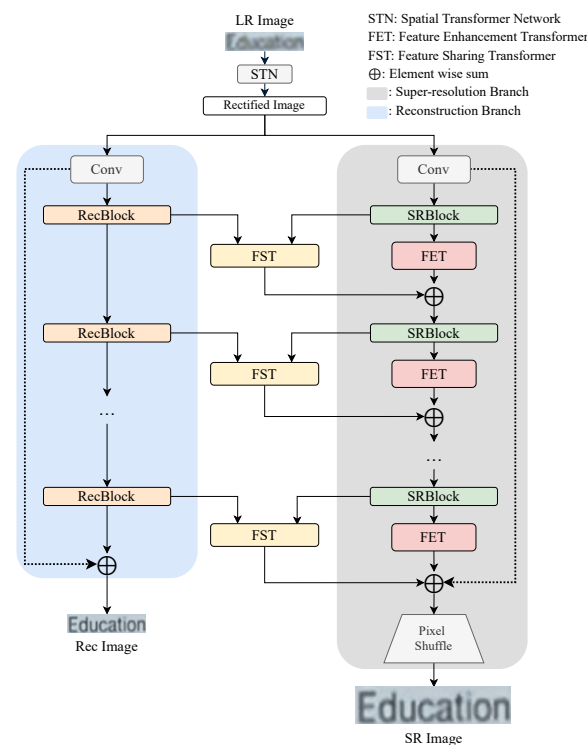 LR Image
Education
STN
Rectified Image
STN: Spatial Transformer Network
FET: Feature Enhancement Transformer
FST: Feature Sharing Transformer
⊕: Element wise sum
: Super-resolution Branch
: Reconstruction Branch
Conv
Conv
RecBlock
SRBlock
FST
FET
RecBlock
SRBlock
FST
FET
...
...
RecBlock
SRBlock
FST
FET
Education
Rec Image
Pixel
Shuffle
Education
SR Image